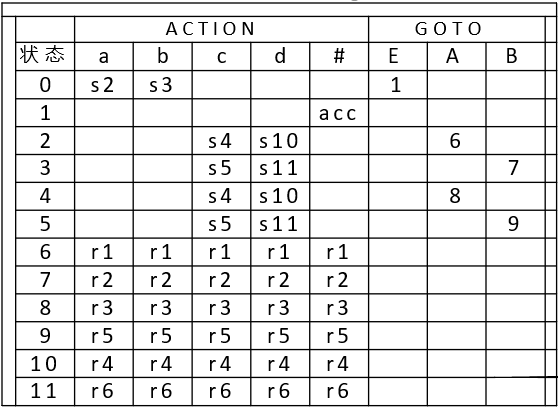 ACTION GOTO
状态 a b c d # E A B
0 s2 s3 1
1 acc
2 s4 s10 6
3 s5 s11 7
4 s4 s10 8
5 s5 s11 9
6 r1 r1 r1 r1 r1
7 r2 r2 r2 r2 r2
8 r3 r3 r3 r3 r3
9 r5 r5 r5 r5 r5
10 r4 r4 r4 r4 r4
11 r6 r6 r6 r6 r6